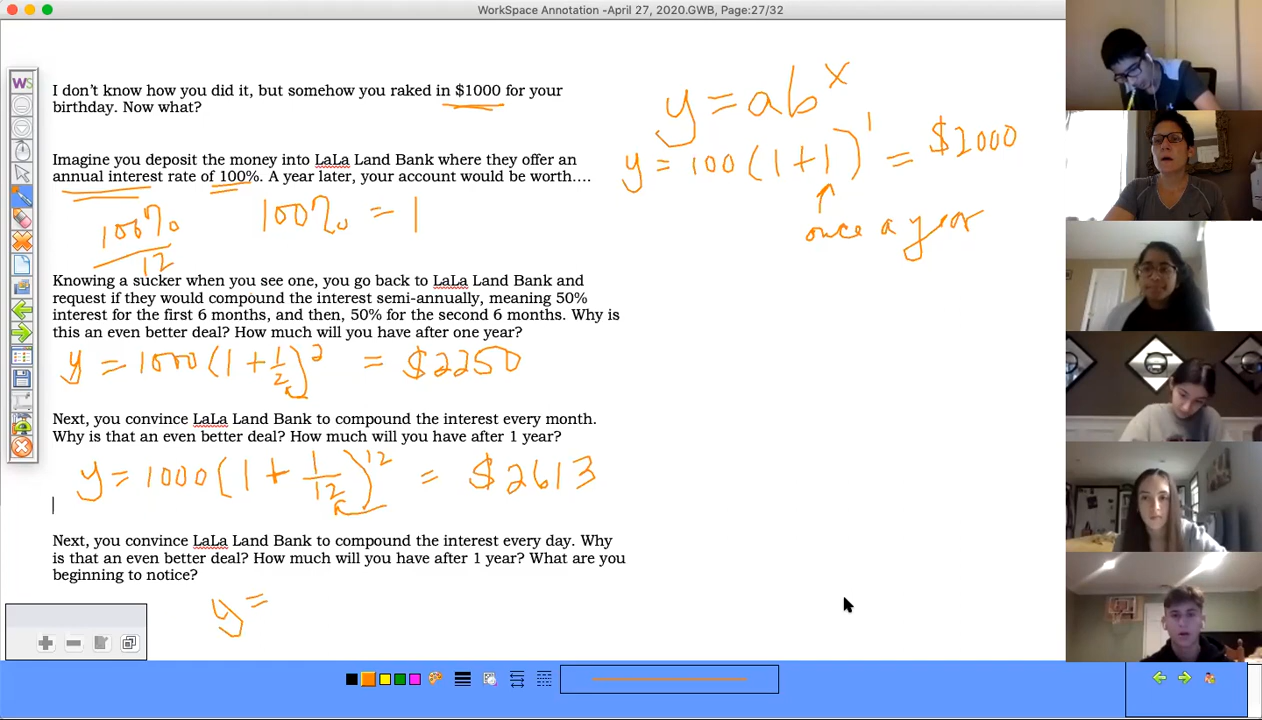 WorkSpace Annotation -April 27, 2020.GWB, Page:27/32
WS
I don't know how you did it, but somehow you raked in $1000 for your
birthday. Now what?
Imagine you deposit the money into LaLa Land Bank where they offer an
annual interest rate of 100%. A year later, your account would be worth....
100%
12
100% = 1
y = ab^x
y = 100(1+1)^1 = $2000
once a year
Knowing a sucker when you see one, you go back to LaLa Land Bank and
request if they would compound the interest semi-annually, meaning 50%
interest for the first 6 months, and then, 50% for the second 6 months. Why is
this an even better deal? How much will you have after one year?
y = 1000(1+1/2)^2 = $2250
Next, you convince LaLa Land Bank to compound the interest every month.
Why is that an even better deal? How much will you have after 1 year?
y = 1000(1+1/12)^12 = $2613
Next, you convince LaLa Land Bank to compound the interest every day. Why
is that an even better deal? How much will you have after 1 year? What are you
beginning to notice?
y =